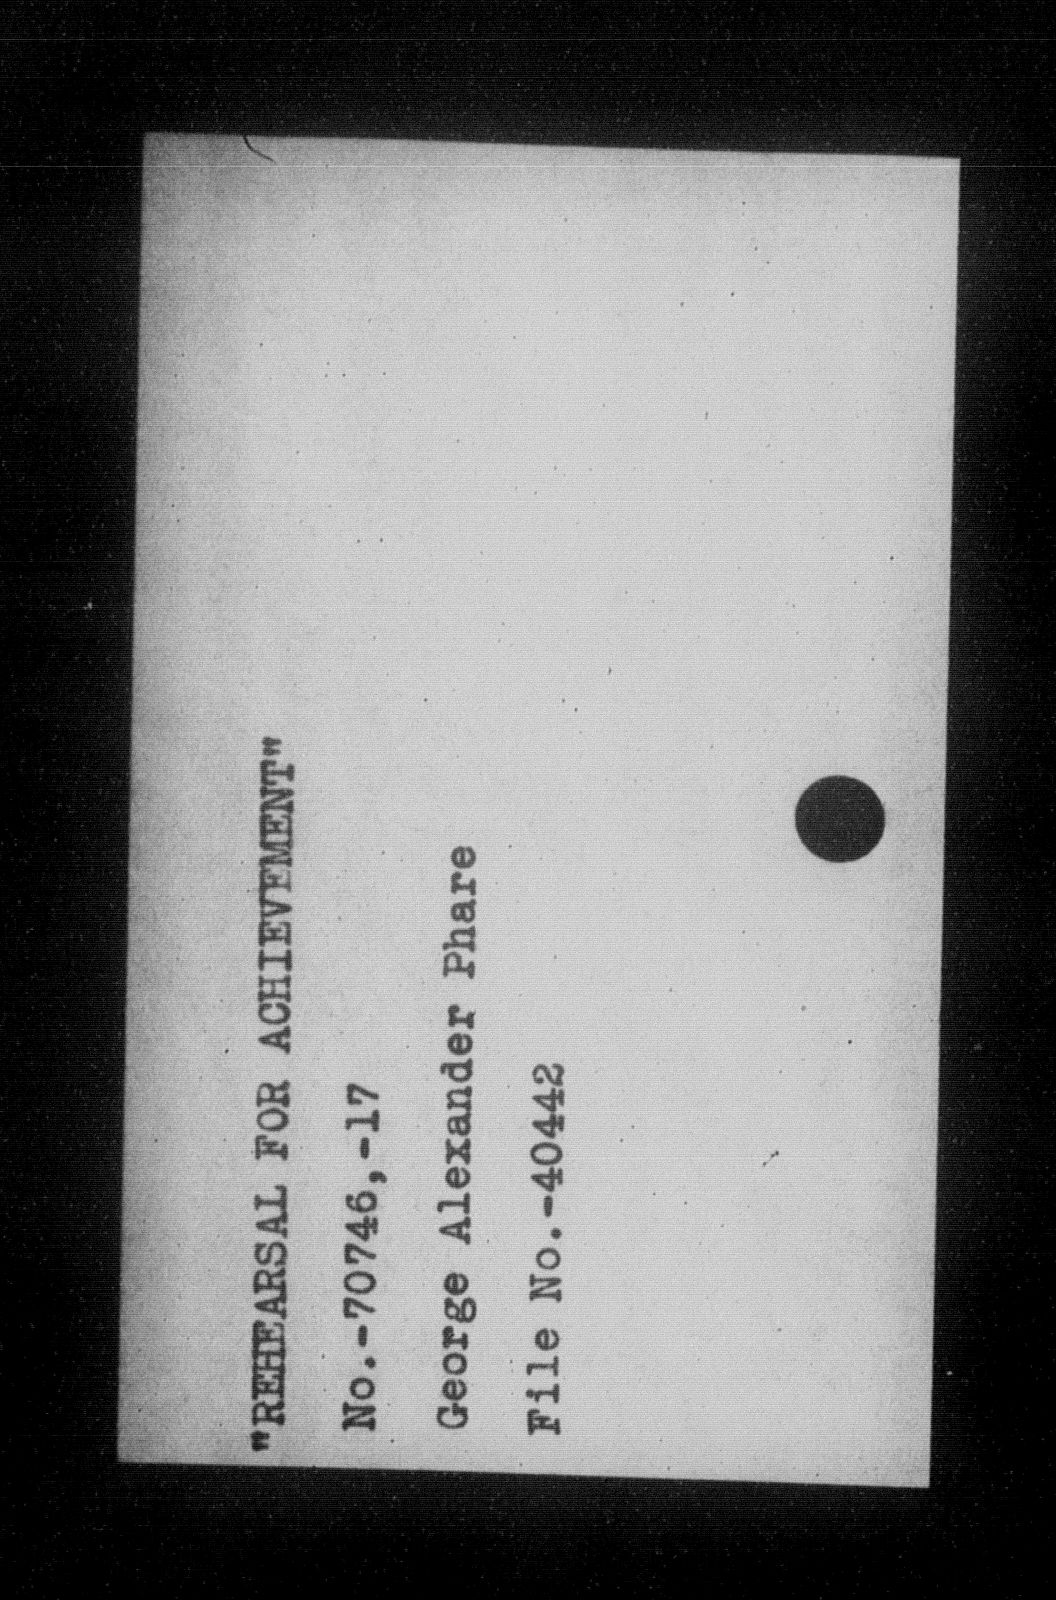 "REHEARSAL FOR ACHIEVEMENT"
No.-70746,-17
George Alexander Phare
File No.-40442